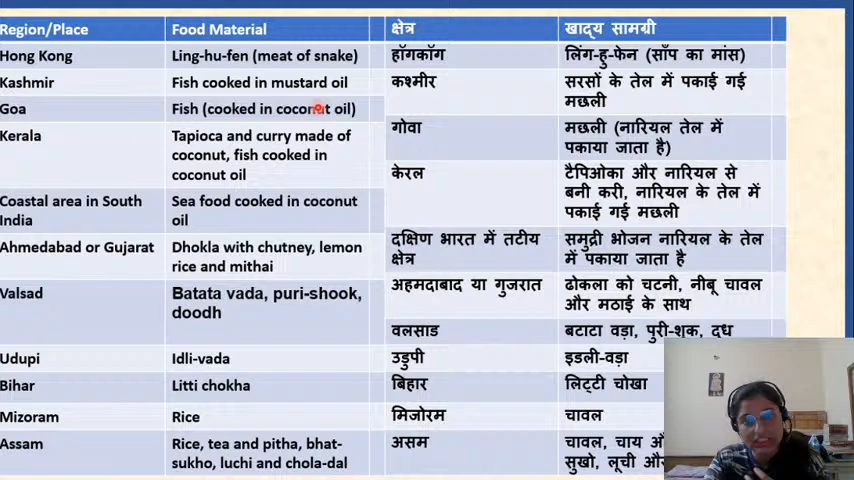 Region/Place
Food Material
Hong Kong
Ling-hu-fen (meat of snake)
Kashmir
Fish cooked in mustard oil
Goa
Fish (cooked in coconut oil)
Kerala
Tapioca and curry made of
coconut, fish cooked in
coconut oil
Coastal area in South
India
Sea food cooked in coconut
oil
Ahmedabad or Gujarat
Dhokla with chutney, lemon
rice and mithai
Valsad
Batata vada, puri-shook,
doodh
Udupi
Idli-vada
Bihar
Litti chokha
Mizoram
Rice
Assam
Rice, tea and pitha, bhat-
sukho, luchi and chola-dal
क्षेत्र
खाद्य सामग्री
हॉगकॉग
लिंग-हु-फेन (साँप का मांस)
कश्मीर
सरसों के तेल में पकाई गई
मछली
गोवा
मछली (नारियल तेल में
पकाया जाता है)
केरल
टैपिओका और नारियल से
बनी करी, नारियल के तेल में
पकाई गई मछली
दक्षिण भारत में तटीय
क्षेत्र
समुद्री भोजन नारियल के तेल
में पकाया जाता है
अहमदाबाद या गुजरात
ढोकला को चटनी, नीबू चावल
और मठाई के साथ
वलसाड
बटाटा वड़ा, पुरी-शुक, दूध
उडुपी
इडली-वड़ा
बिहार
लिट्टी चोखा
मिजोरम
चावल
असम
चावल, चाय
सुखो, लूची